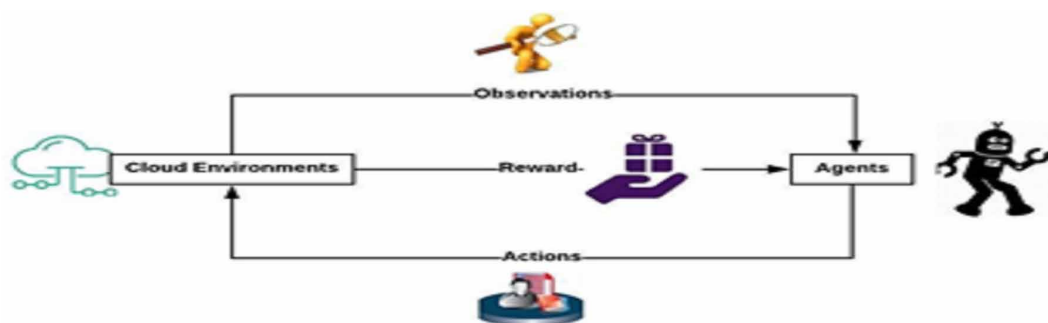 Observations
Cloud Environments
Reward
Agents
Actions